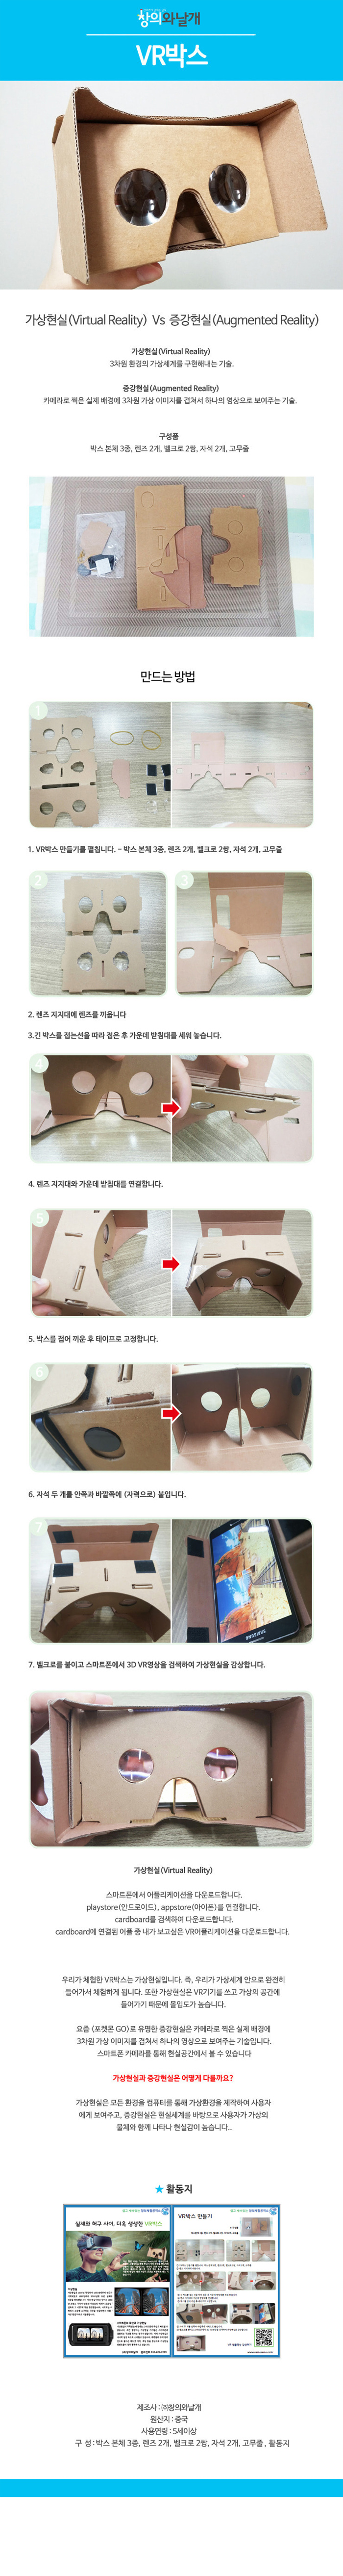 창의와날개
VR박스
가상현실(Virtual Reality) Vs 증강현실(Augmented Reality)
가상현실(Virtual Reality)
3차원 환경의 가상세계를 구현해내는 기술.
증강현실(Augmented Reality)
카메라로 찍은 실제 배경에 3차원 가상 이미지를 겹쳐서 하나의 영상으로 보여주는 기술.
구성품
박스 본체 3종, 렌즈 2개, 벨크로 2쌍, 자석 2개, 고무줄
만드는 방법
1
1. VR박스 만들기를 펼칩니다. - 박스 본체 3종, 렌즈 2개, 벨크로 2쌍, 자석 2개, 고무줄
2
3
2. 렌즈 지지대에 렌즈를 끼웁니다
3.긴 박스를 접는선을 따라 접은 후 가운데 받침대를 세워 놓습니다.
4
4. 렌즈 지지대와 가운데 받침대를 연결합니다.
5
5. 박스를 접어 끼운 후 테이프로 고정합니다.
6
6. 자석 두 개를 안쪽과 바깥쪽에 (자력으로) 붙입니다.
7
7. 벨크로를 붙이고 스마트폰에서 3D VR영상을 검색하여 가상현실을 감상합니다.
가상현실(Virtual Reality)
스마트폰에서 어플리케이션을 다운로드합니다.
playstore(안드로이드), appstore(아이폰)를 연결합니다.
cardboard를 검색하여 다운로드합니다.
cardboard에 연결된 어플 중 내가 보고싶은 VR어플리케이션을 다운로드합니다.
우리가 체험한 VR박스는 가상현실입니다. 즉, 우리가 가상세계 안으로 완전히
들어가서 체험하게 됩니다. 또한 가상현실은 VR기기를 쓰고 가상의 공간에
들어가기 때문에 몰입도가 높습니다.
요즘 <포켓몬 GO>로 유명한 증강현실은 카메라로 찍은 실제 배경에
3차원 가상 이미지를 겹쳐서 하나의 영상으로 보여주는 기술입니다.
스마트폰 카메라를 통해 현실공간에서 볼 수 있습니다
가상현실과 증강현실은 어떻게 다를까요?
가상현실은 모든 환경을 컴퓨터를 통해 가상환경을 제작하여 사용자
에게 보여주고, 증강현실은 현실세계를 바탕으로 사용자가 가상의
물체와 함께 나타나 현실감이 높습니다..
★ 활동지
실제와 허구 사이, 더욱 생생한 VR박스
VR박스 만들기
제조사 : ㈜창의와날개
원산지 : 중국
사용연령 : 5세이상
구 성 : 박스 본체 3종, 렌즈 2개, 벨크로 2쌍, 자석 2개, 고무줄 , 활동지